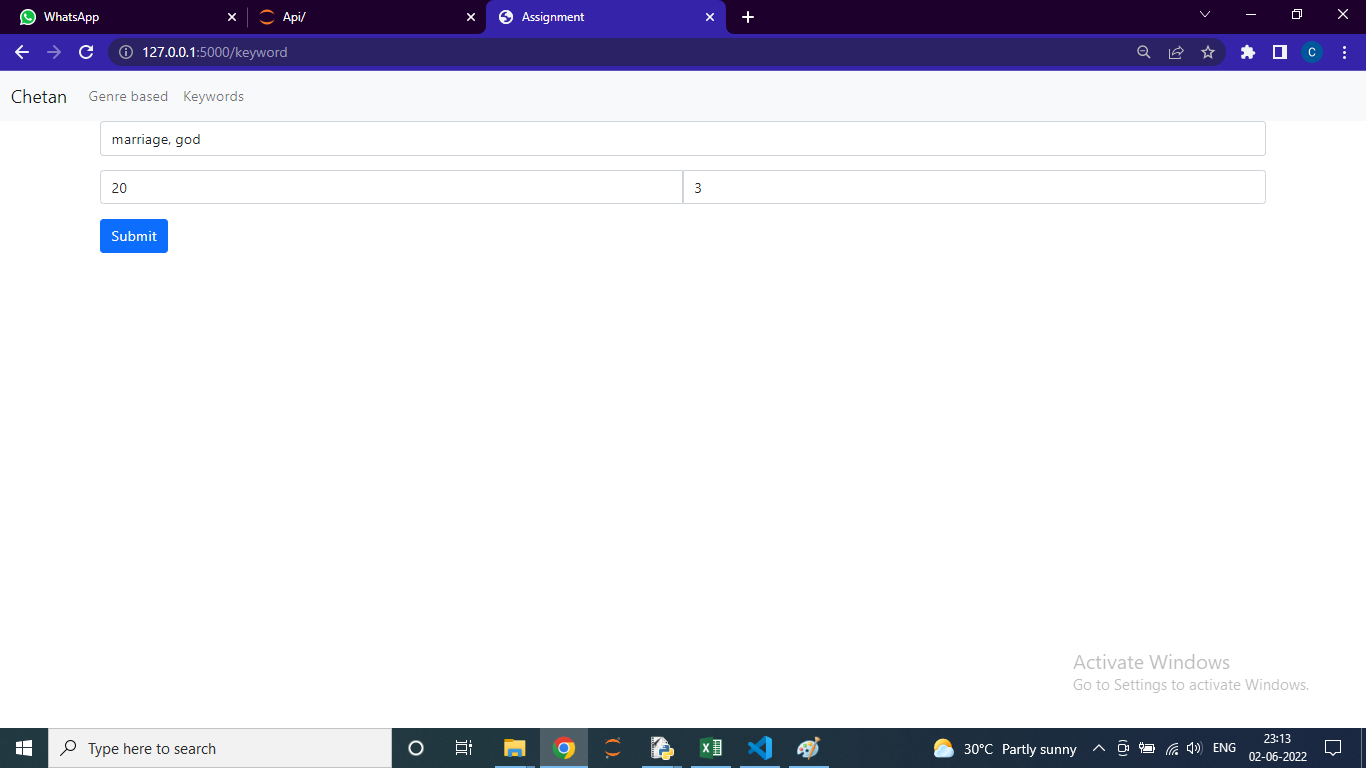 WhatsApp
Api/
Assignment
127.0.0.1:5000/keyword
C
Chetan
Genre based
Keywords
marriage, god
20
3
Submit
Activate Windows
Go to Settings to activate Windows.
Type here to search
30°C Partly sunny
ENG
23:13
02-06-2022